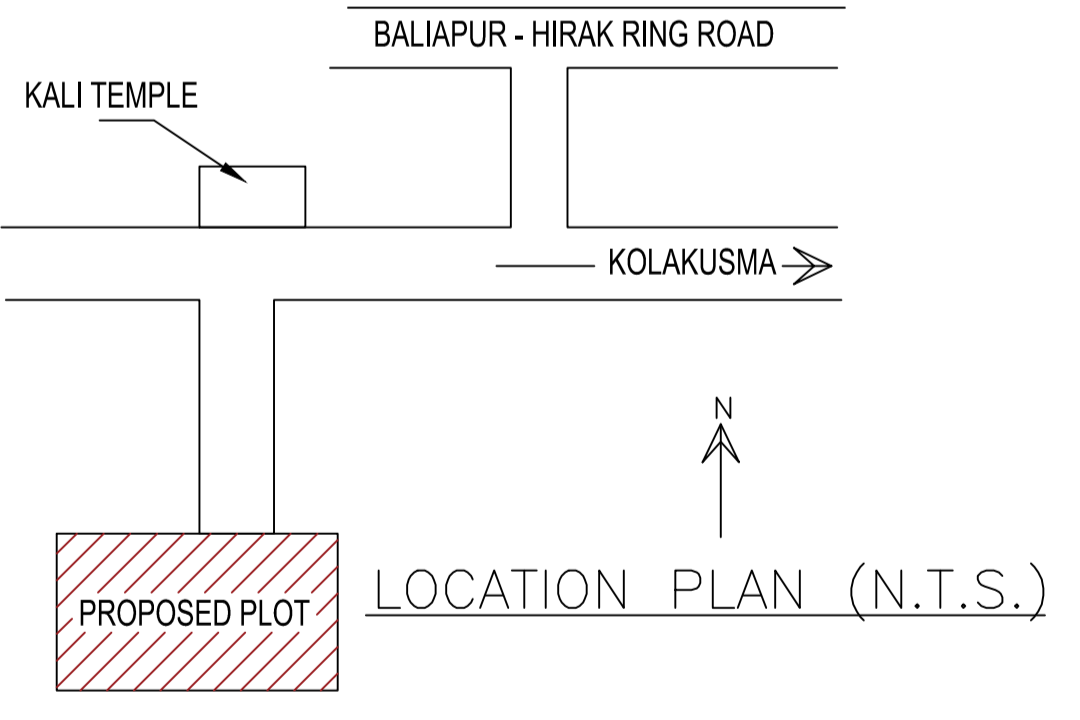 BALIAPUR - HIRAK RING ROAD
KALI TEMPLE
KOLAKUSMA
N
LOCATION PLAN (N.T.S.)
PROPOSED PLOT